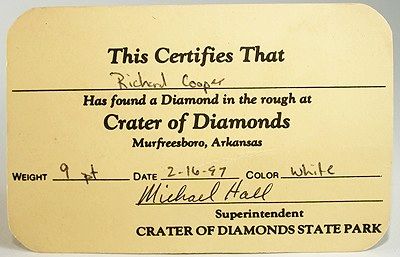 This Certifies That
Richard Cooper
Has found a Diamond in the rough at
Crater of Diamonds
Murfreesboro, Arkansas
WEIGHT 9 pt DATE 2-16-97 COLOR White
Michael Hall
Superintendent
CRATER OF DIAMONDS STATE PARK